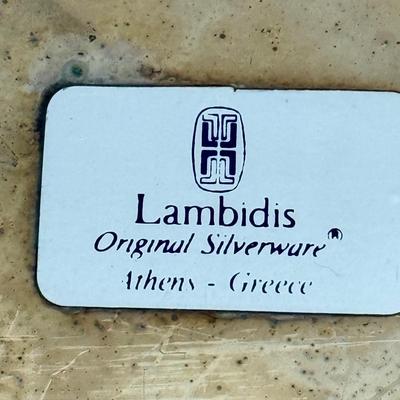 Lambidis
Original Silverware
Athens - Greece